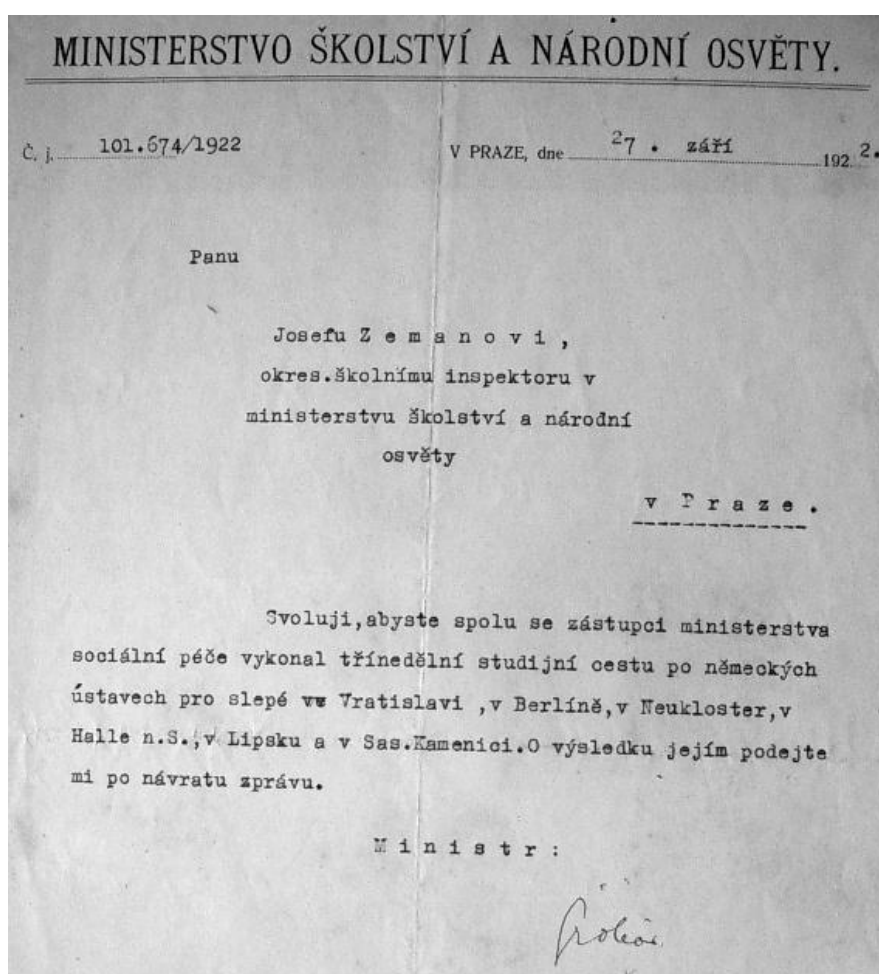 MINISTERSTVO ŠKOLSTVÍ A NÁRODNÍ OSVĚTY.
Č. j. 101.674/1922 V PRAZE, dne 27. září 1922.
Panu
Josefu Z e m a n o v i ,
okres.školnímu inspektoru v
ministerstvu školství a národní
osvěty
v P r a z e .
Svoluji,abyste spolu se zástupci ministerstva
sociální péče vykonal třínedělní studijní cestu po německých
ústavech pro slepé ve Vratislavi ,v Berlíně,v Neukloster,v
Halle n.S.,v Lipsku a v Sas.Kamenici.O výsledku jejím podejte
mi po návratu zprávu.
M i n i s t r :